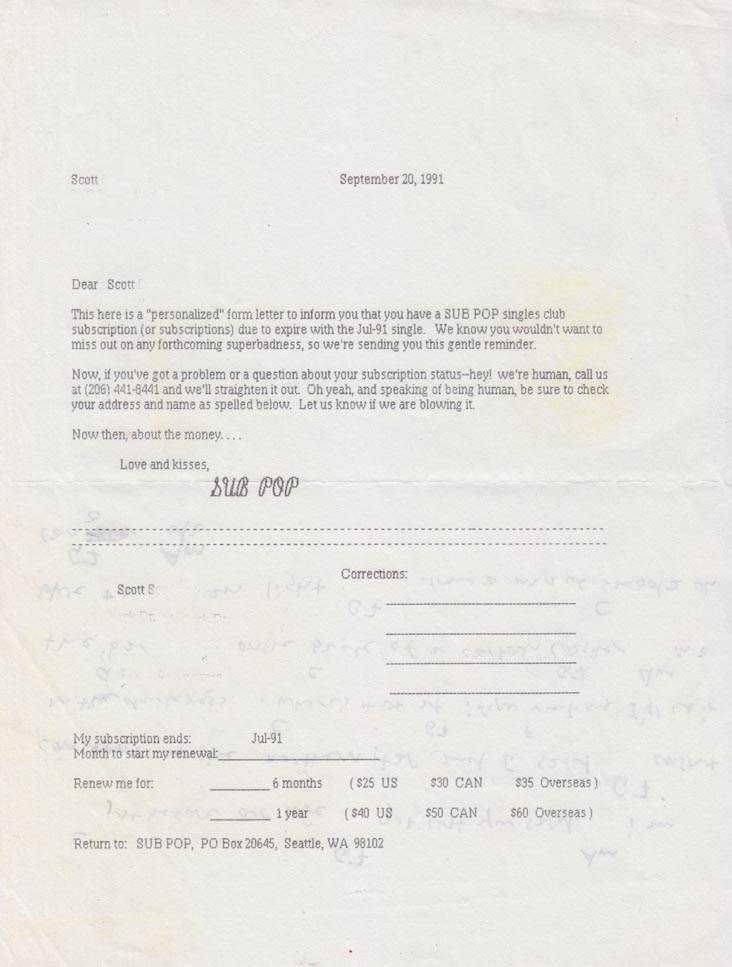 Scott
September 20, 1991
Dear Scott
This here is a "personalized" form letter to inform you that you have a SUB POP singles club
subscription (or subscriptions) due to expire with the Jul-91 single. We know you wouldn't want to
miss out on any forthcoming superbadness, so we're sending you this gentle reminder.
Now, if you've got a problem or a question about your subscription status--hey! we're human, call us
at (206) 441-8441 and we'll straighten it out. Oh yeah, and speaking of being human, be sure to check
your address and name as spelled below. Let us know if we are blowing it.
Now then, about the money. . . .
Love and kisses,
SUB POP
Corrections:
Scott S
My subscription ends: Jul-91
Month to start my renewal:
Renew me for: 6 months ( $25 US $30 CAN $35 Overseas )
1 year ( $40 US $50 CAN $60 Overseas )
Return to: SUB POP, PO Box 20645, Seattle, WA 98102